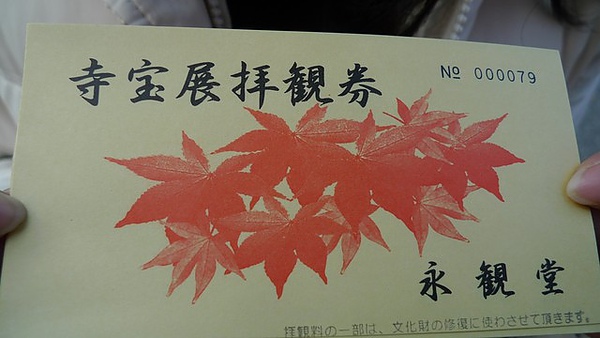 寺宝展拝観券
№ 000079
永観堂
拝観料の一部は、文化財の修復に使わさせて頂きます。